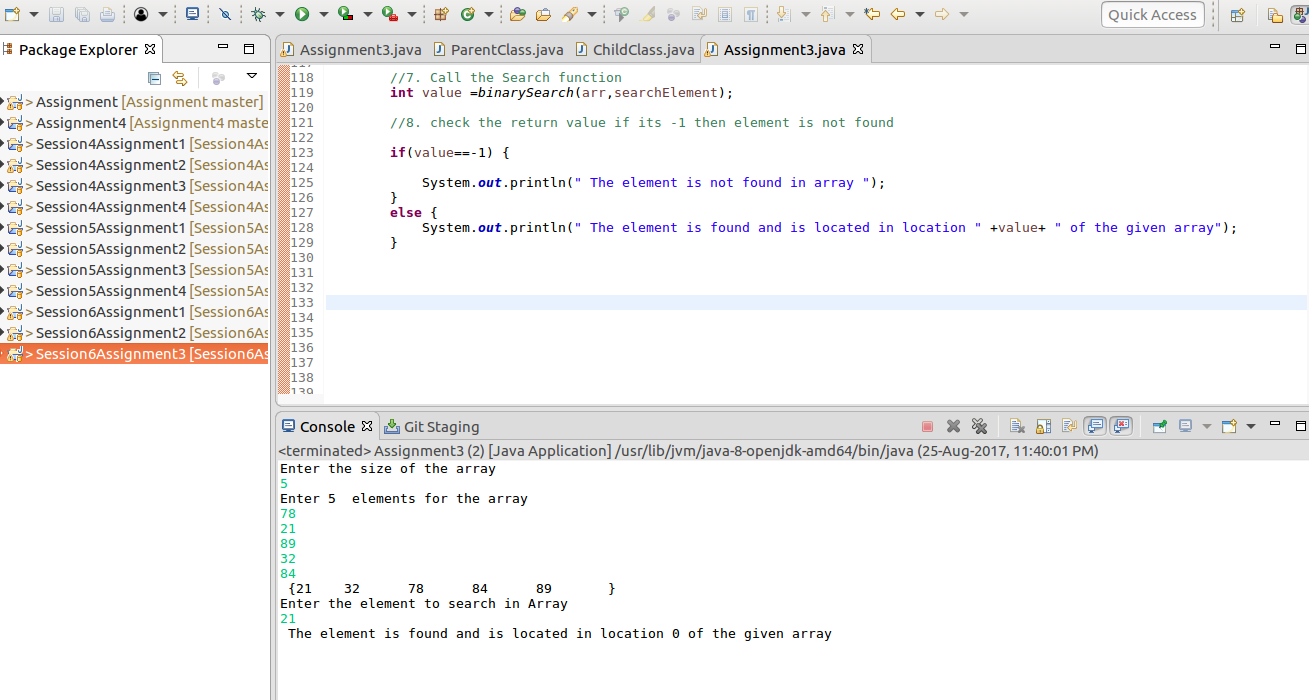 Quick Access
Package Explorer
> Assignment [Assignment master]
> Assignment4 [Assignment4 maste
> Session4Assignment1 [Session4As
> Session4Assignment2 [Session4As
> Session4Assignment3 [Session4As
> Session4Assignment4 [Session4As
> Session5Assignment1 [Session5As
> Session5Assignment2 [Session5As
> Session5Assignment3 [Session5As
> Session5Assignment4 [Session5As
> Session6Assignment1 [Session6As
> Session6Assignment2 [Session6As
> Session6Assignment3 [Session6As
Assignment3.java ParentClass.java ChildClass.java Assignment3.java
117
118 //7. Call the Search function
119 int value =binarySearch(arr,searchElement);
120
121 //8. check the return value if its -1 then element is not found
122
123 if(value==-1) {
124
125 System.out.println(" The element is not found in array ");
126 }
127 else {
128 System.out.println(" The element is found and is located in location " +value+ " of the given array");
129 }
130
131
132
133
134
135
136
137
138
139
Console Git Staging
<terminated> Assignment3 (2) [Java Application] /usr/lib/jvm/java-8-openjdk-amd64/bin/java (25-Aug-2017, 11:40:01 PM)
Enter the size of the array
5
Enter 5  elements for the array
78
21
89
32
84
{21 32 78 84 89 }
Enter the element to search in Array
21
The element is found and is located in location 0 of the given array